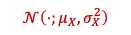 𝒩(·; μ_X, σ_X^2)